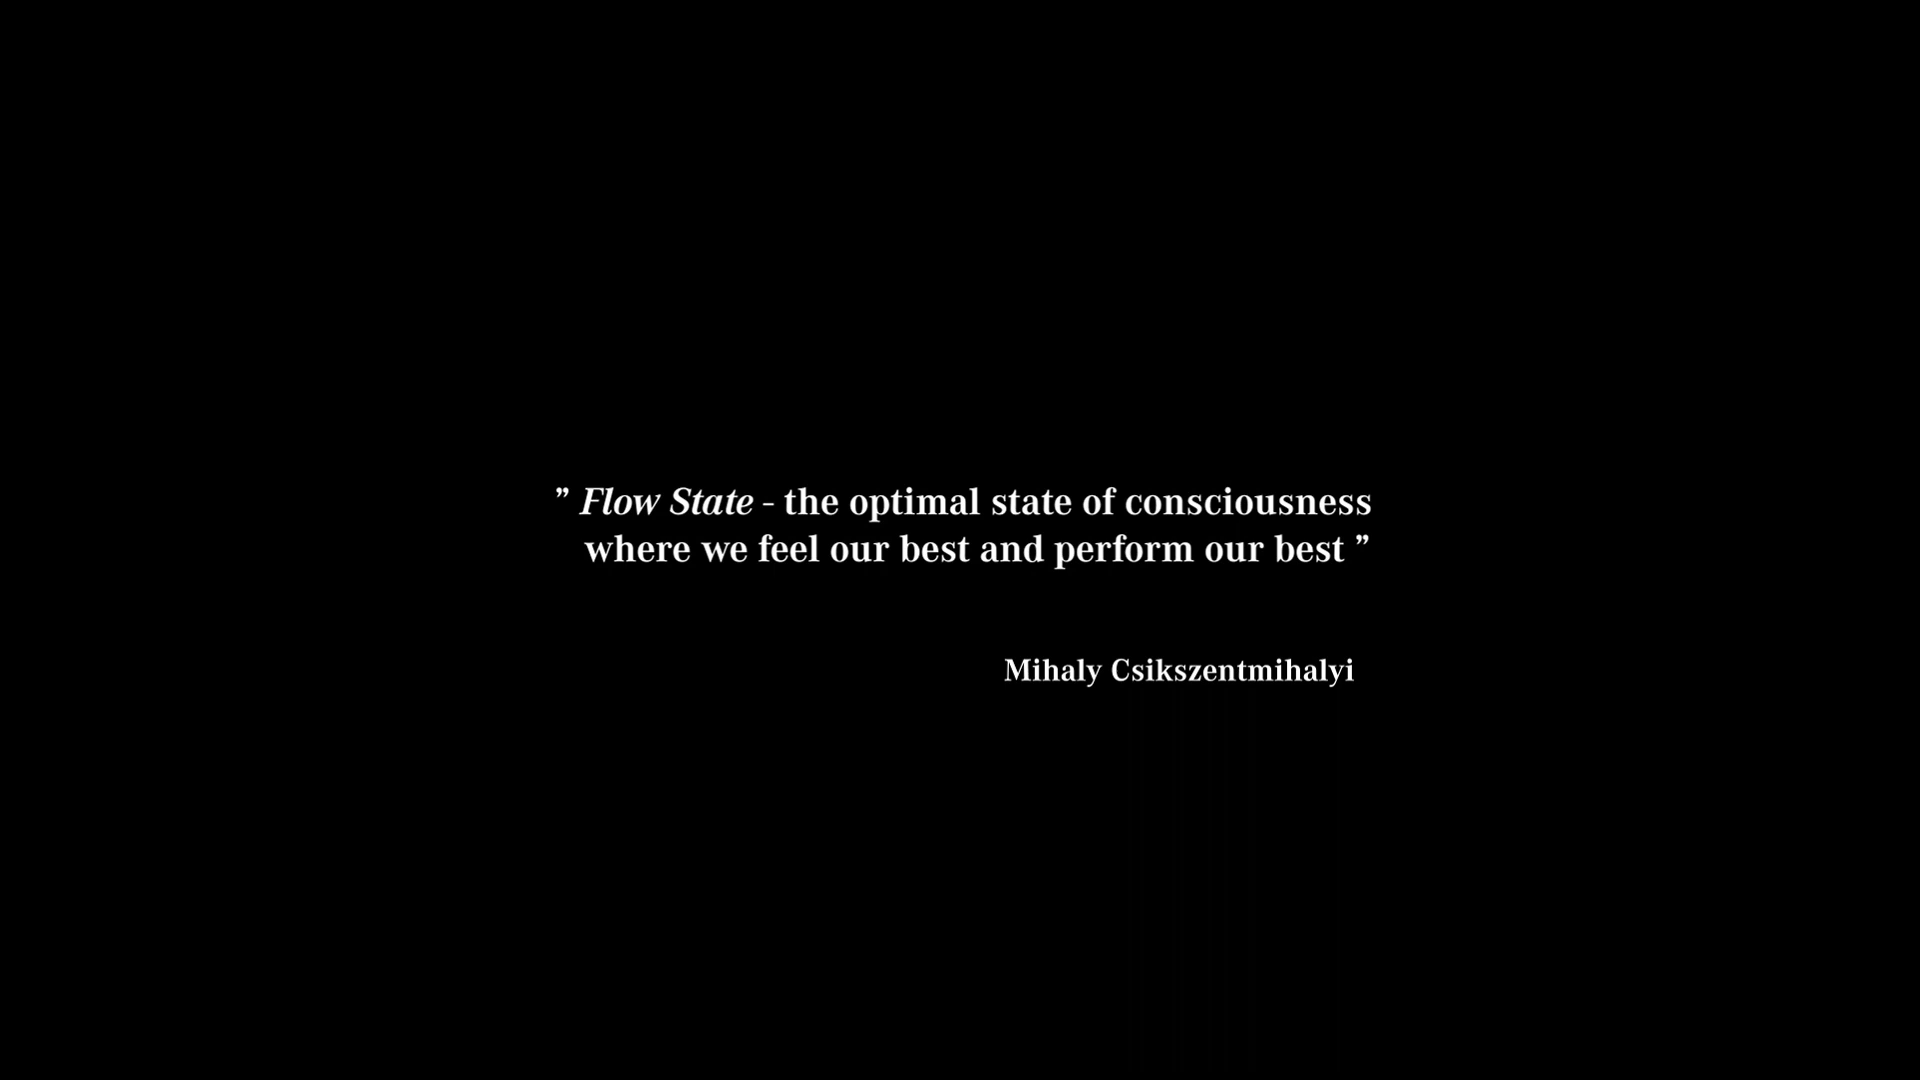 ” Flow State - the optimal state of consciousness
where we feel our best and perform our best ”
Mihaly Csikszentmihalyi